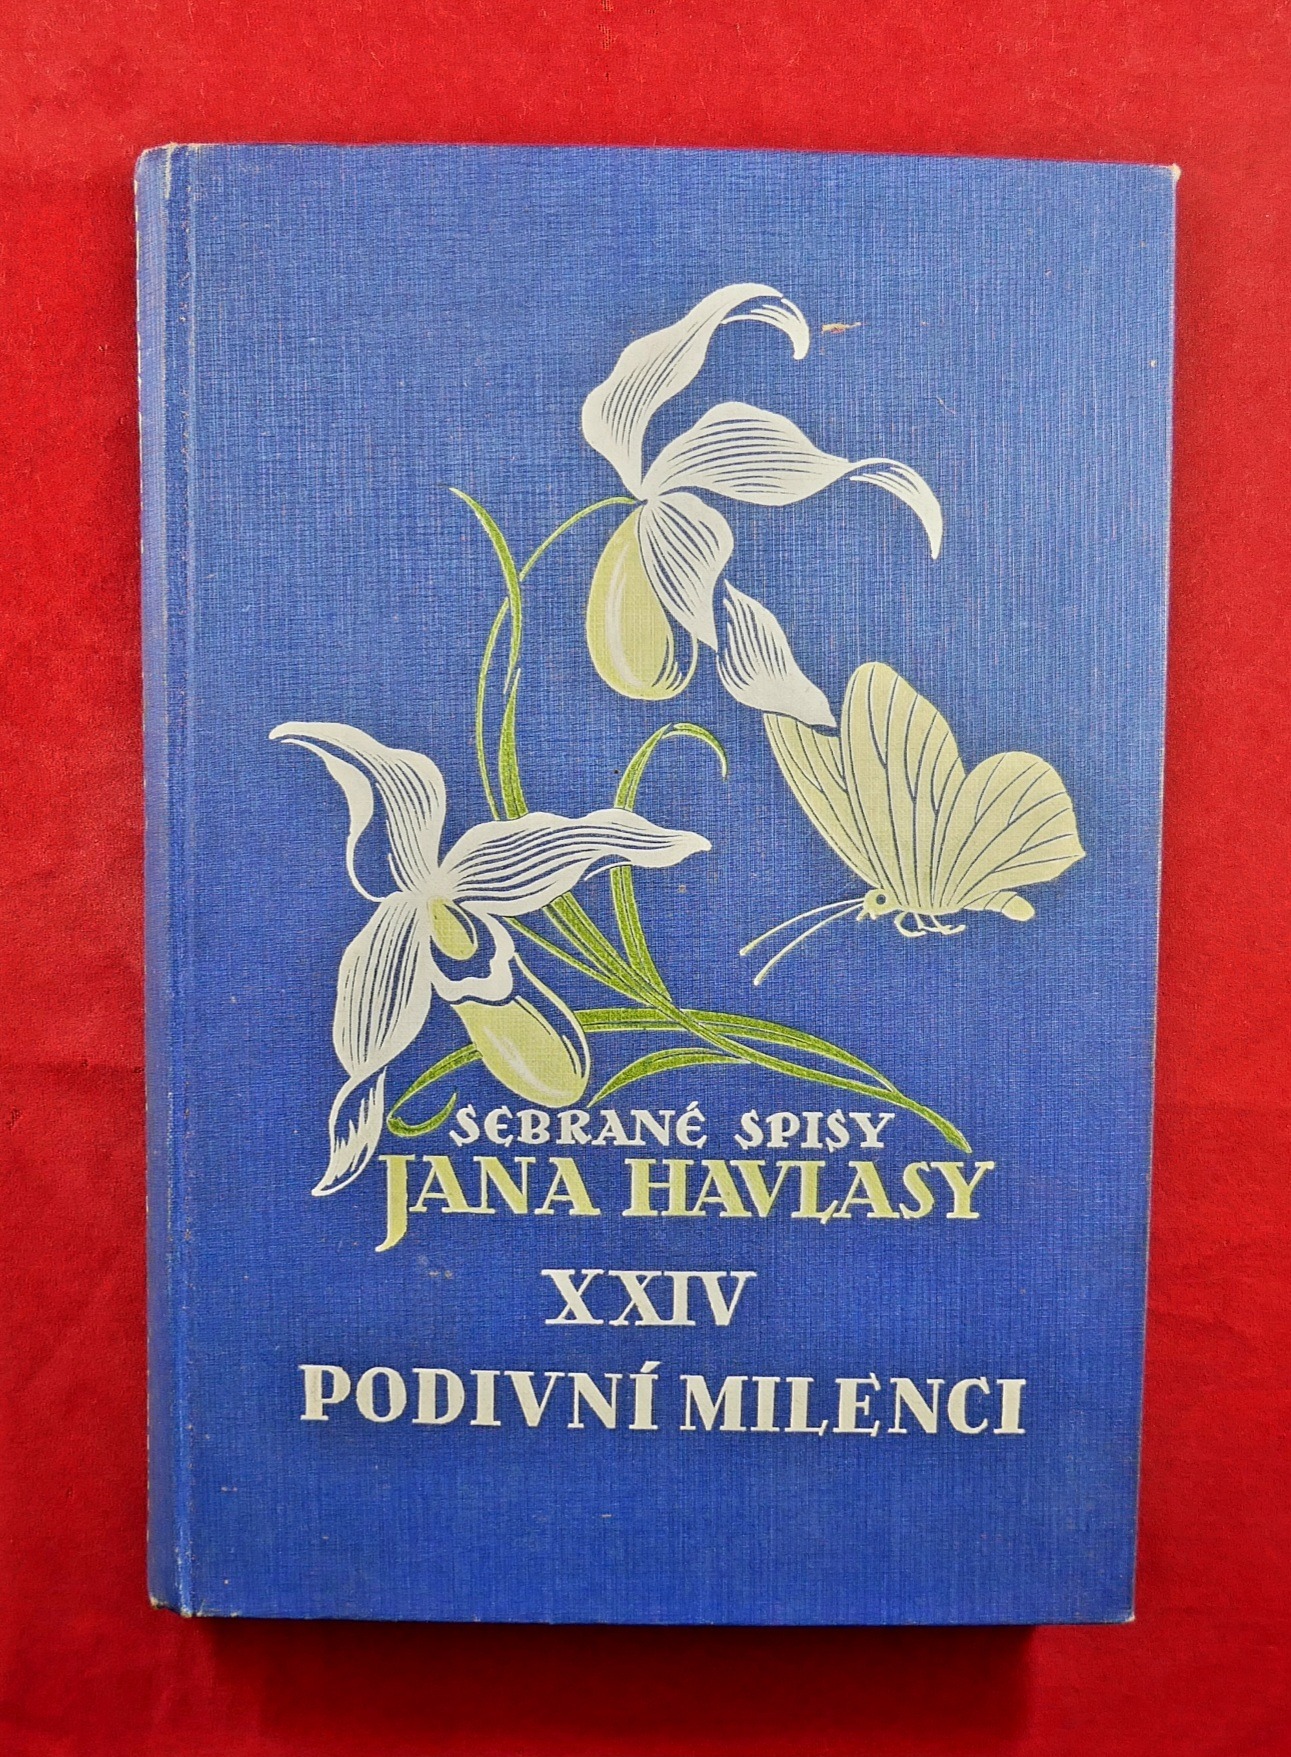 SEBRANÉ SPISY
JANA HAVLASY
XXIV
PODIVNÍ MILENCI